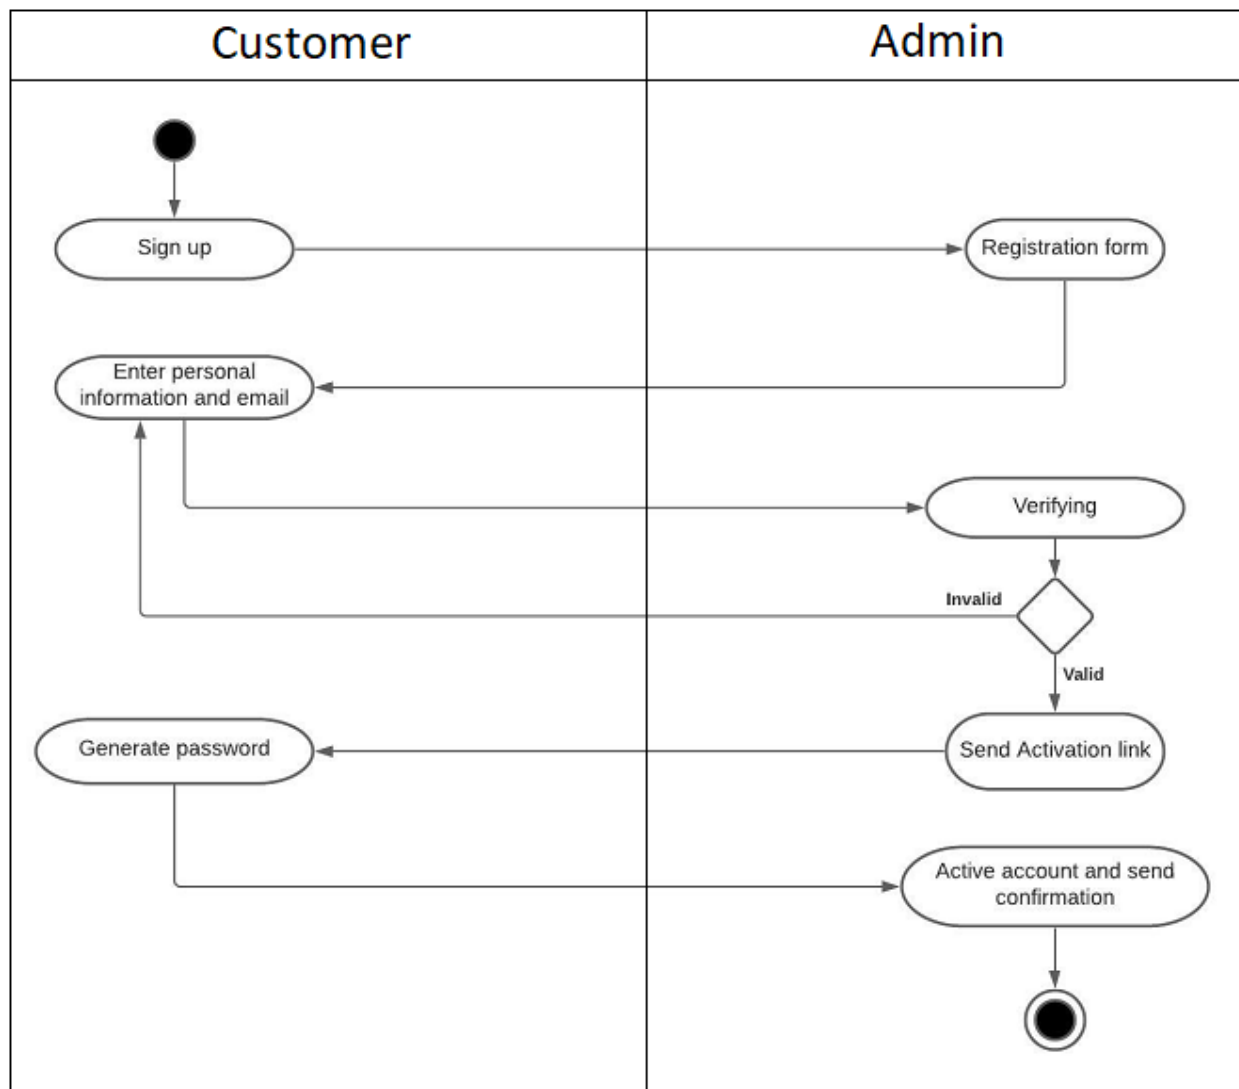 Customer
Admin
Sign up
Registration form
Enter personal
information and email
Verifying
Invalid
Valid
Generate password
Send Activation link
Active account and send
confirmation